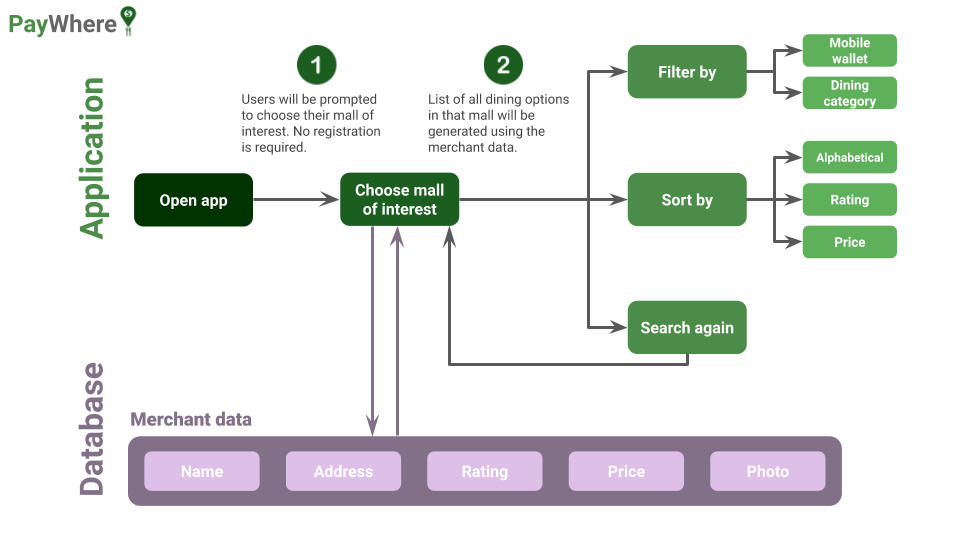 PayWhere
Application
1
Users will be prompted
to choose their mall of
interest. No registration
is required.
2
List of all dining options
in that mall will be
generated using the
merchant data.
Open app
Choose mall
of interest
Filter by
Mobile
wallet
Dining
category
Sort by
Alphabetical
Rating
Price
Search again
Database
Merchant data
Name
Address
Rating
Price
Photo